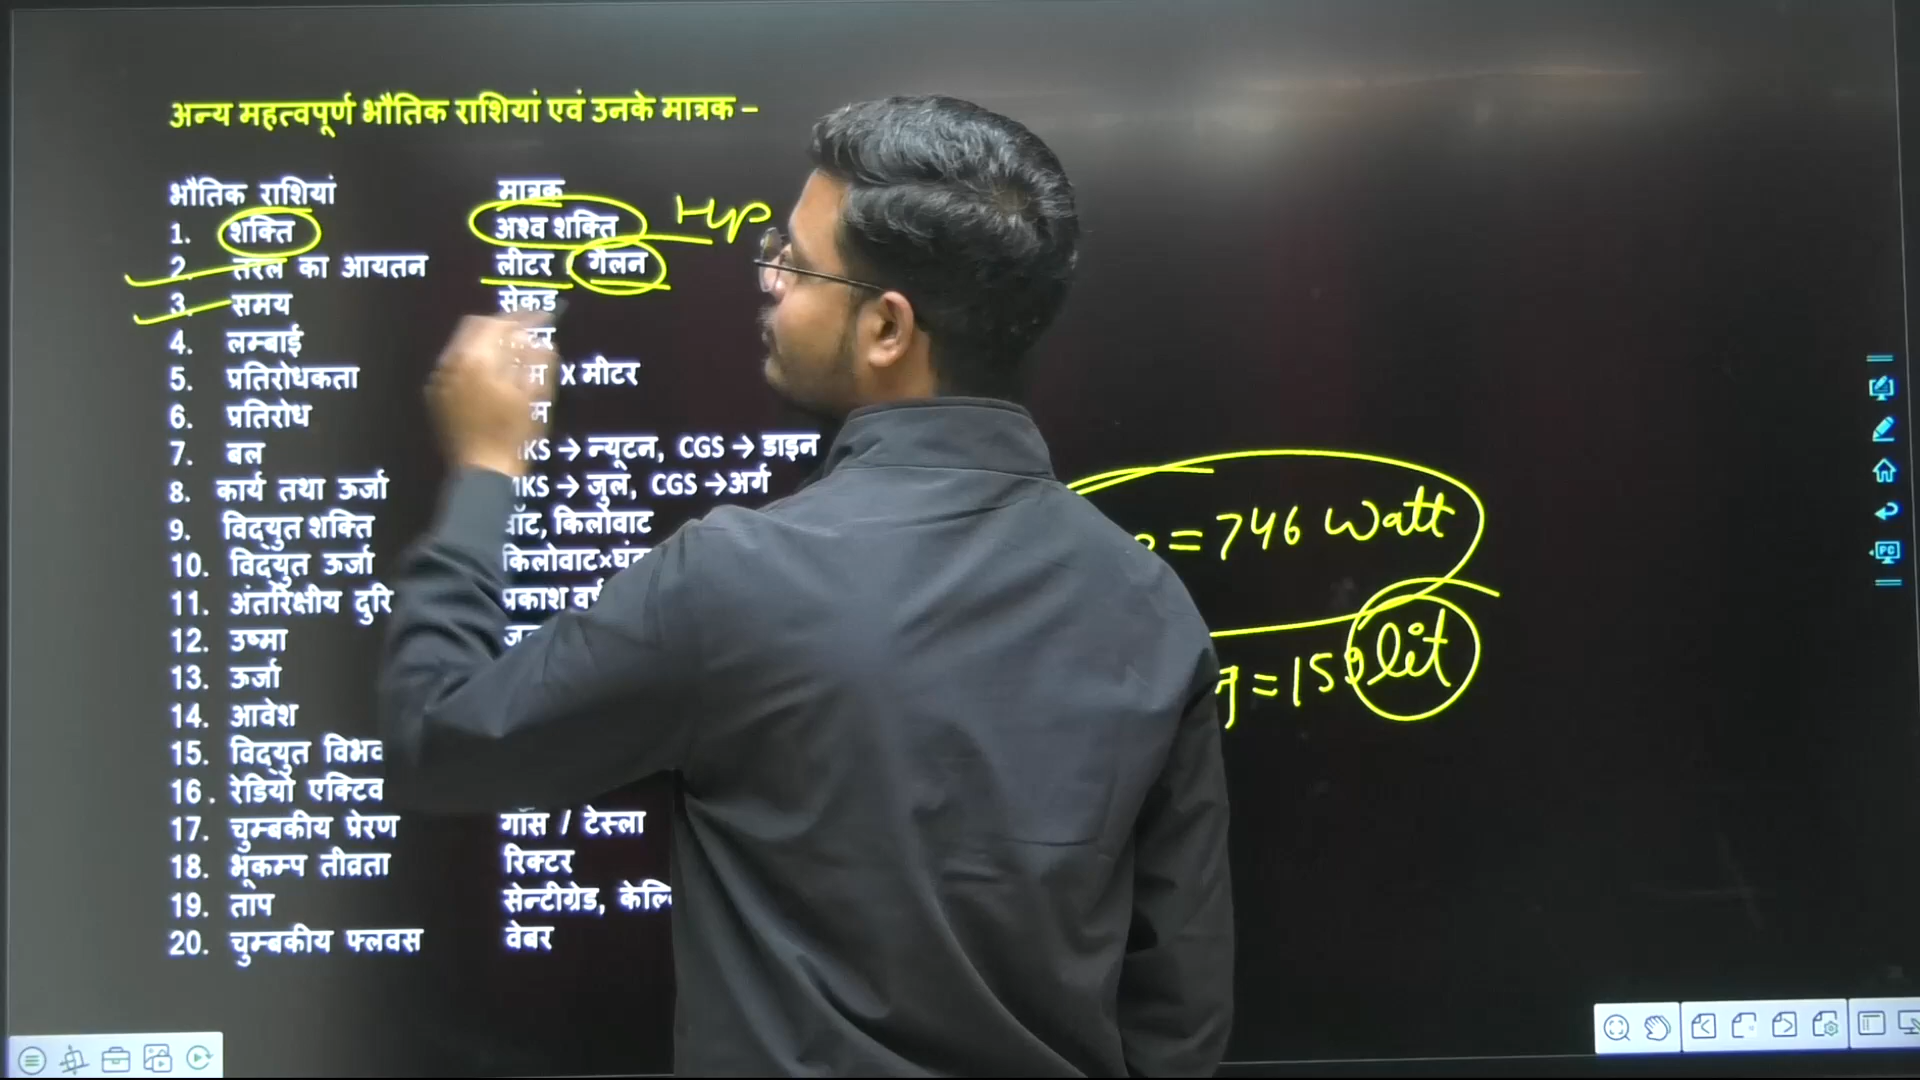 अन्य महत्वपूर्ण भौतिक राशियां एवं उनके मात्रक –
भौतिक राशियां मात्रक
1. शक्ति अश्व शक्ति Hp
2. तरल का आयतन लीटर गैलन
3. समय सेकंड
4. लम्बाई
5. प्रतिरोधकता X मीटर
6. प्रतिरोध
7. बल → न्यूटन, CGS → डाइन
8. कार्य तथा ऊर्जा → जुल, CGS →अर्ग
9. विद्युत शक्ति वॉट, किलोवाट
10. विद्युत ऊर्जा
11. अंतरिक्षीय दुरि प्रकाश
12. उष्मा
13. ऊर्जा
14. आवेश
15. विद्युत
16. रेडियो
17. चुम्बकीय प्रेरण गॉस / टेस्ला
18. भूकम्प तीव्रता रिक्टर
19. ताप सेन्टीग्रेड,
20. चुम्बकीय फ्लवस वेबर
= 746 watt
lit
PC